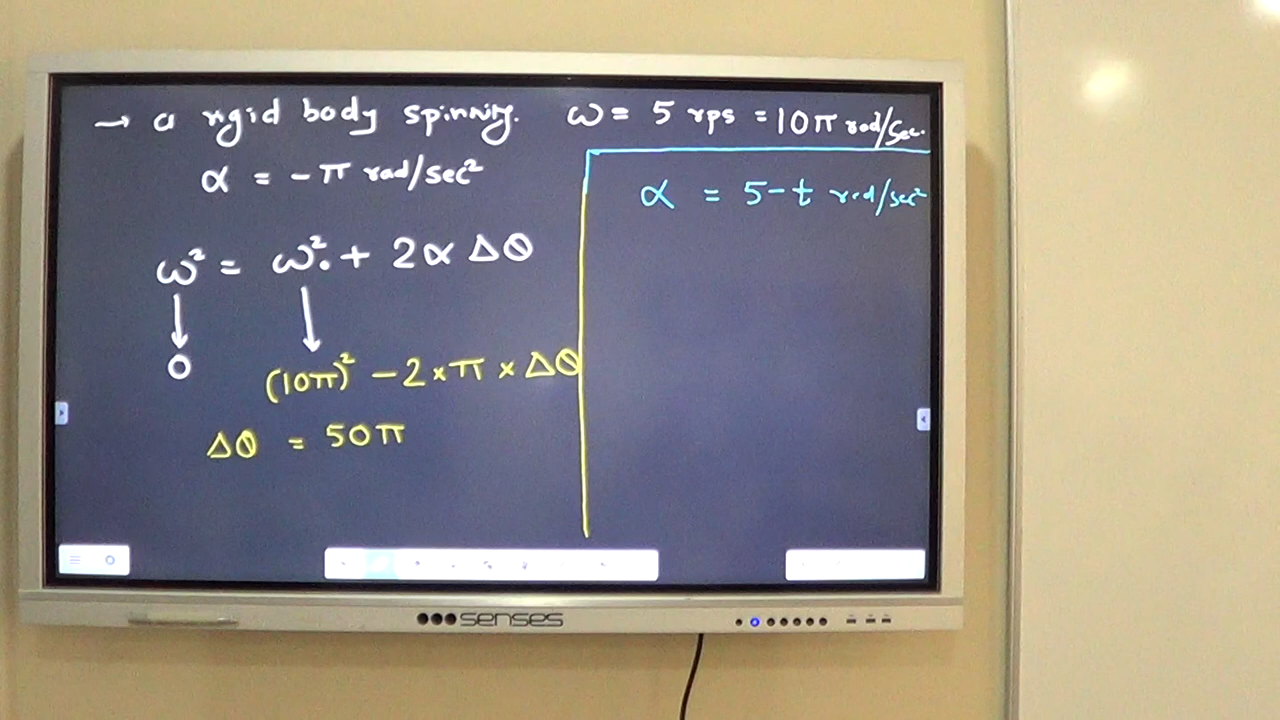 → a rigid body spinning. ω = 5 rps = 10π rad/sec.
α = -π rad/sec²
α = 5-t rad/sec²
ω² = ω₀² + 2α Δθ
↓ ↓
0 (10π)² - 2×π × Δθ
Δθ = 50π
senses